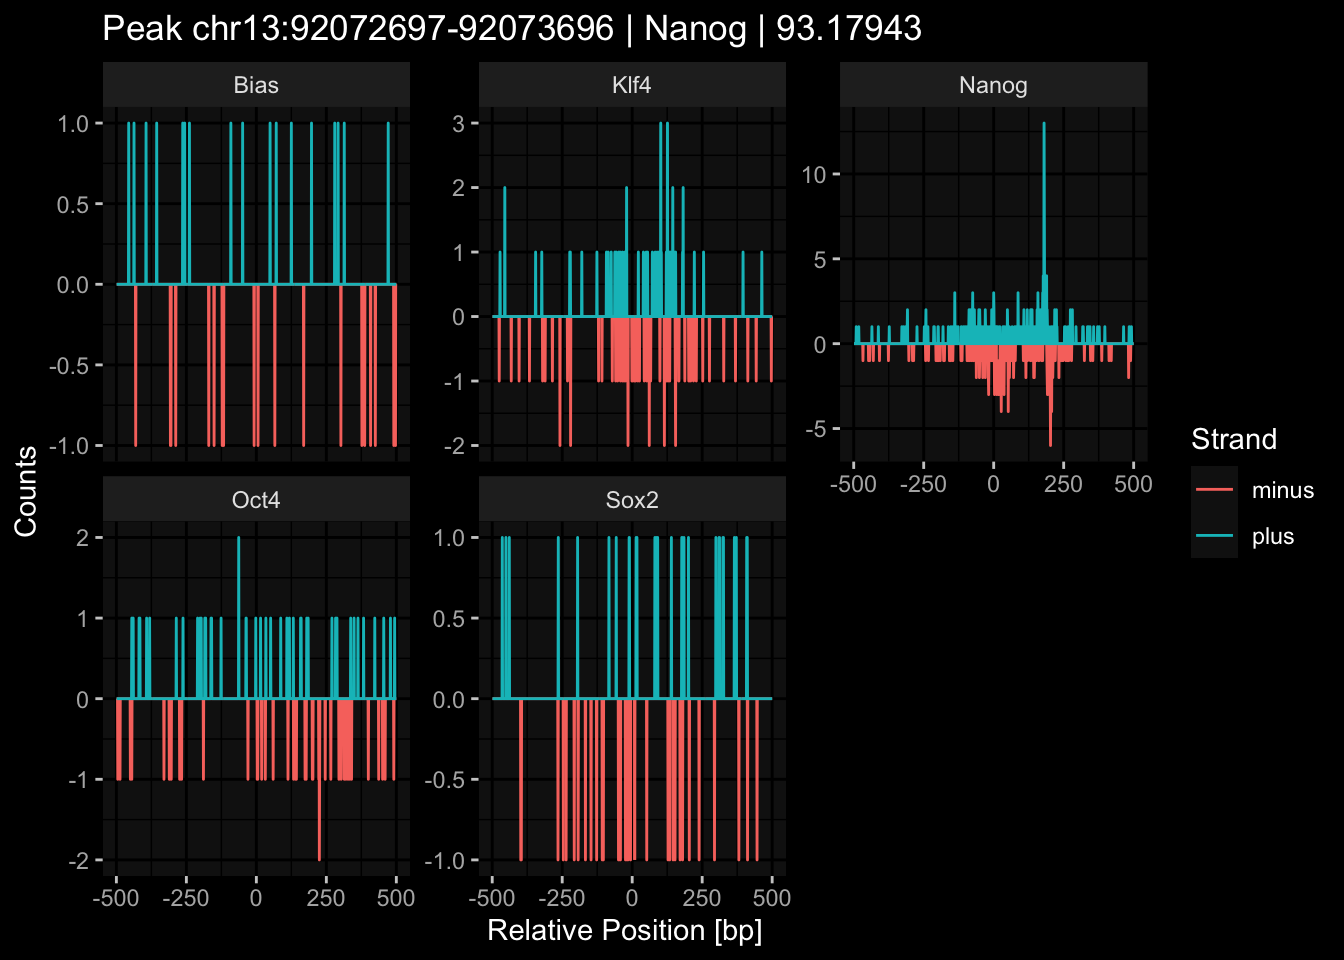 Peak chr13:92072697-92073696 | Nanog | 93.17943
Bias
Klf4
Nanog
1.0
0.5
0.0
-0.5
-1.0
3
2
1
0
-1
-2
10
5
0
-5
-500 -250 0 250 500
Oct4
Sox2
2
1
0
-1
-2
1.0
0.5
0.0
-0.5
-1.0
-500 -250 0 250 500
-500 -250 0 250 500
Relative Position [bp]
Counts
Strand
minus
plus